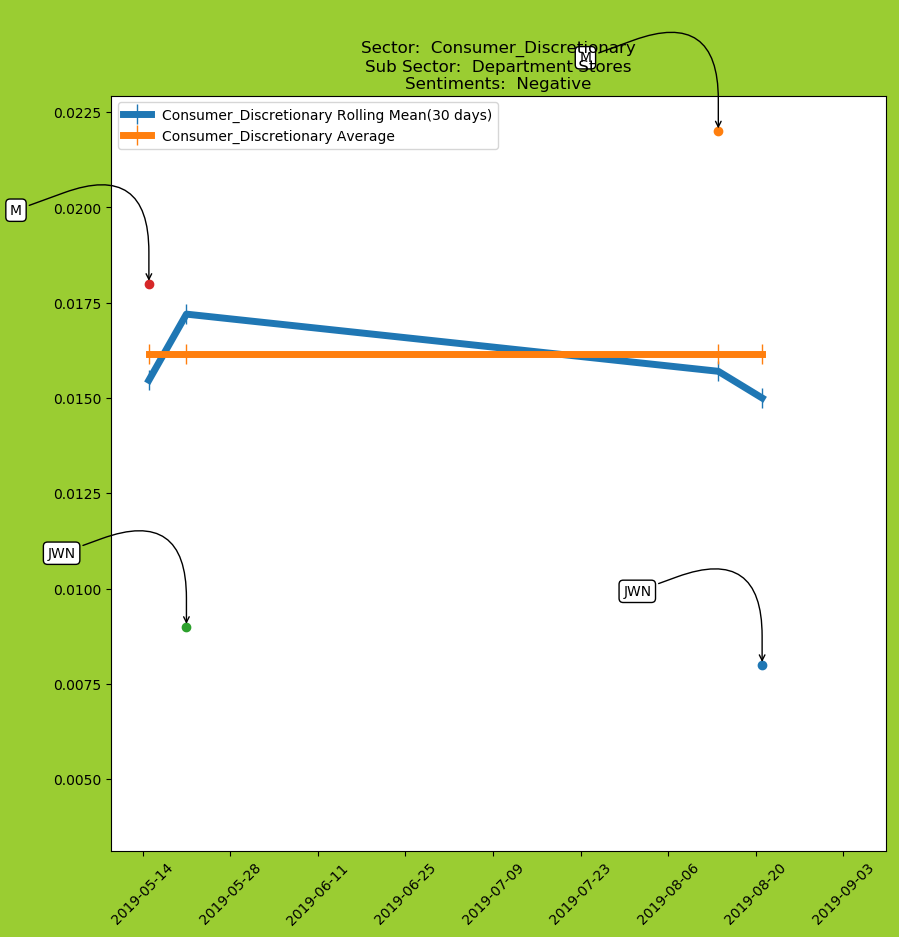 Sector:  Consumer_Discretionary
Sub Sector:  Department Stores
Sentiments:  Negative
M
Consumer_Discretionary Rolling Mean(30 days)
Consumer_Discretionary Average
M
JWN
JWN
0.0225
0.0200
0.0175
0.0150
0.0125
0.0100
0.0075
0.0050
2019-05-14
2019-05-28
2019-06-11
2019-06-25
2019-07-09
2019-07-23
2019-08-06
2019-08-20
2019-09-03